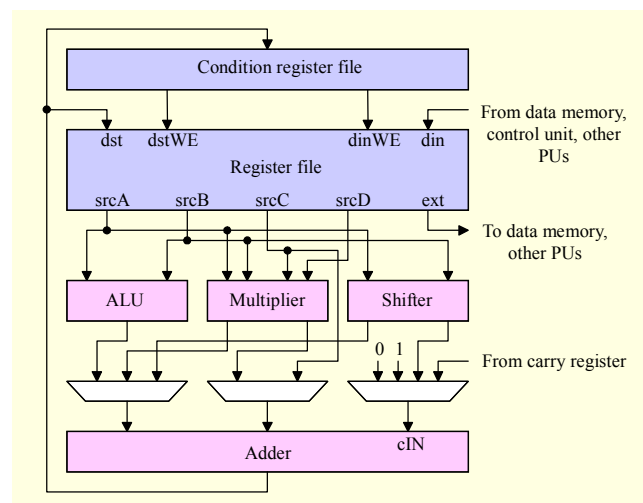 Condition register file
From data memory,
control unit, other
PUs
dst dstWE dinWE din
Register file
srcA srcB srcC srcD ext
To data memory,
other PUs
ALU Multiplier Shifter
0 1
From carry register
cIN
Adder